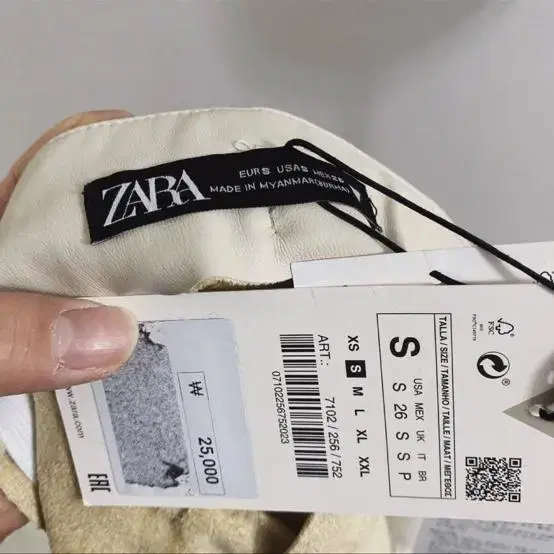 ZARA
EUR S USA S MEX 26
MADE IN MYANMAR(BURMA)
www.zara.com
₩
25,000
EAC
XS S M L XL XXL
ART.:
7102 / 256 / 752
07102256752023
TALLA / SIZE / TAMANHO / TAILLE / MAAT / ΜΕΓΕΘΟΣ
USA MEX UK IT BR
S
S 26 S S P
FSC
MIX